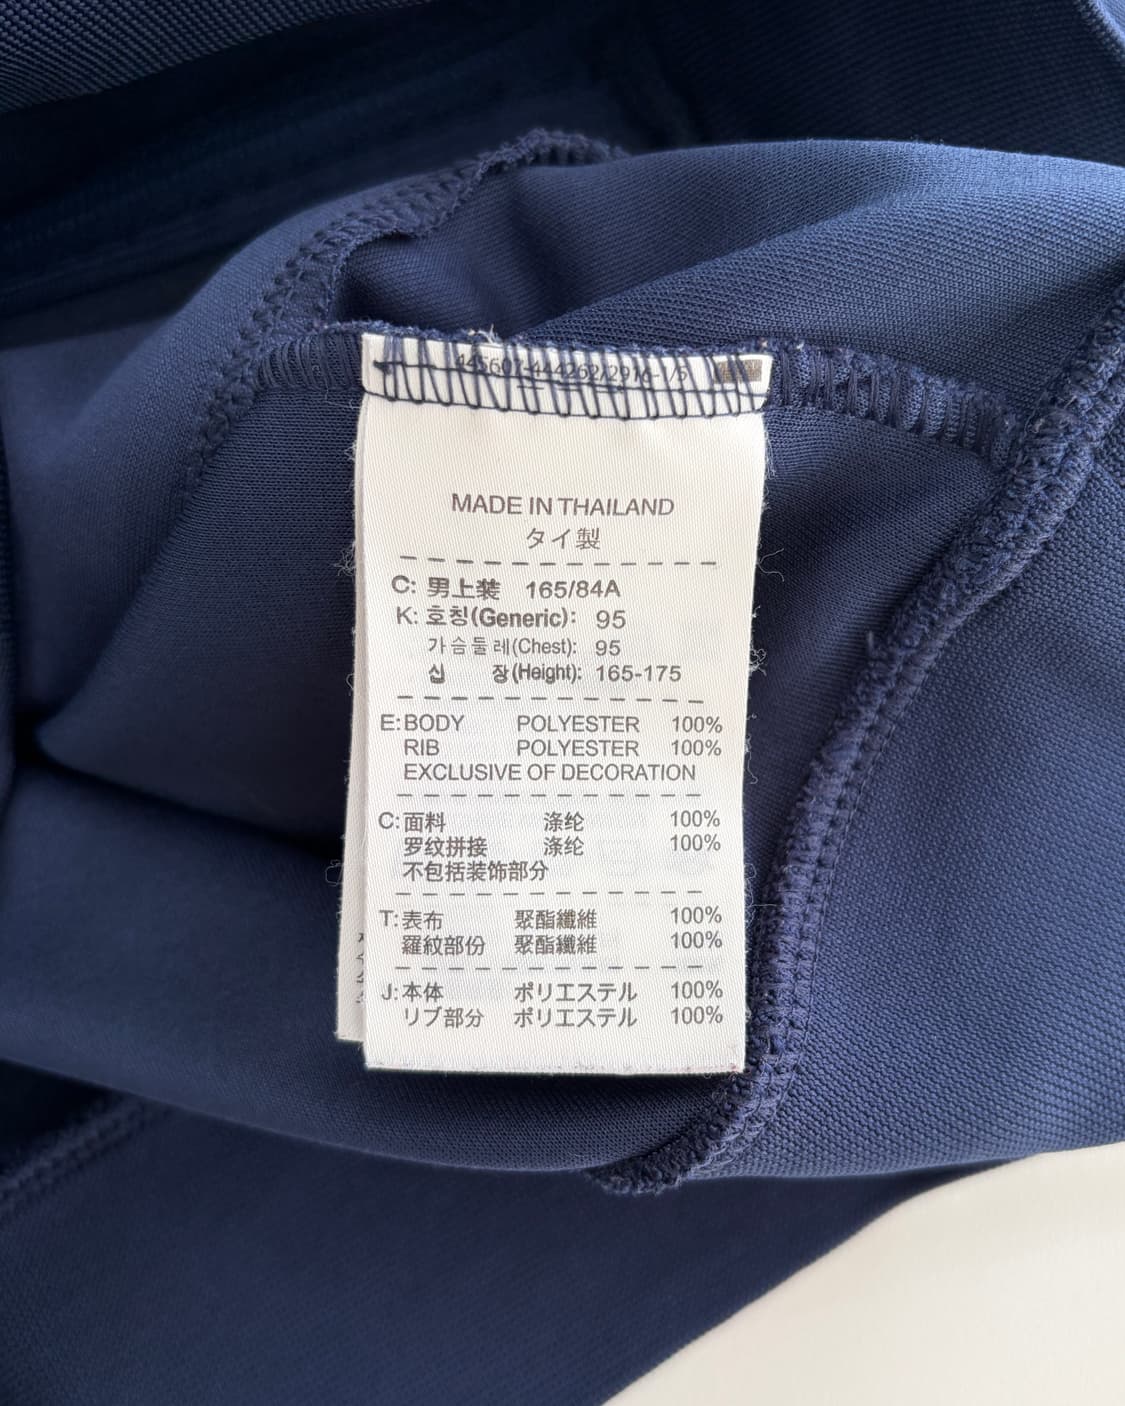 MADE IN THAILAND
タイ製
C: 男上装 165/84A
K: 호칭(Generic): 95
가슴둘레(Chest): 95
신 장(Height): 165-175
E: BODY POLYESTER 100%
RIB POLYESTER 100%
EXCLUSIVE OF DECORATION
C: 面料 涤纶 100%
罗纹拼接 涤纶 100%
不包括装饰部分
T: 表布 聚酯纖維 100%
羅紋部份 聚酯纖維 100%
J: 本体 ポリエステル 100%
リブ部分 ポリエステル 100%